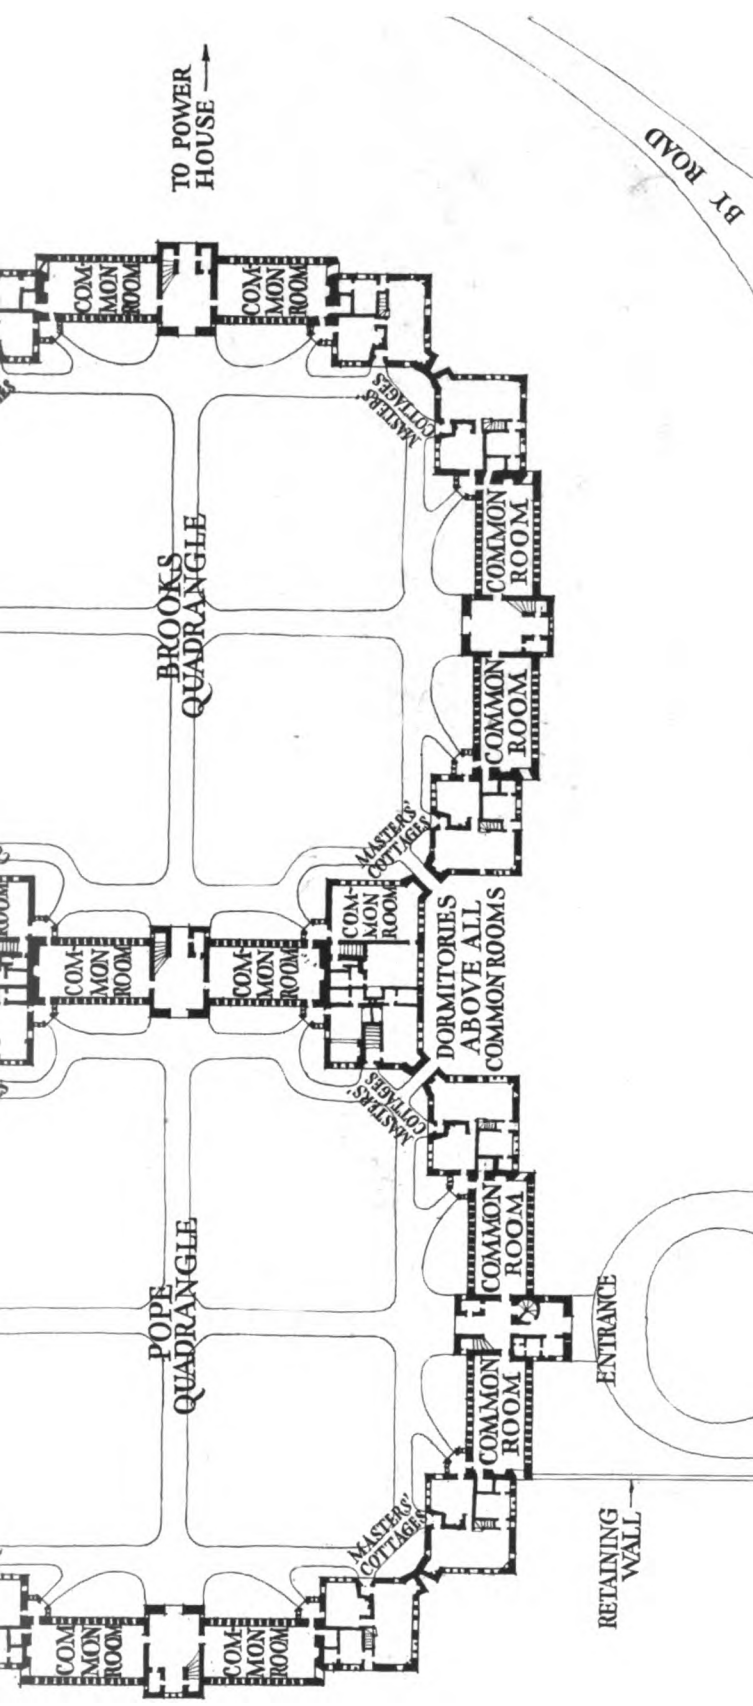 TO POWER
HOUSE
BY ROAD
COM-
MON
ROOM
COM-
MON
ROOM
MASTERS'
COTTAGES
COMMON
ROOM
BROOKS
QUADRANGLE
COMMON
ROOM
MASTERS'
COTTAGES
ROOM
COM-
MON
ROOM
COM-
MON
ROOM
COM-
MON
ROOM
DORMITORIES
ABOVE ALL
COMMON ROOMS
MASTERS'
COTTAGES
COMMON
ROOM
POPE
QUADRANGLE
ENTRANCE
COMMON
ROOM
MASTERS'
COTTAGES
RETAINING
WALL
COM
MON
ROOM
COM-
MON
ROOM